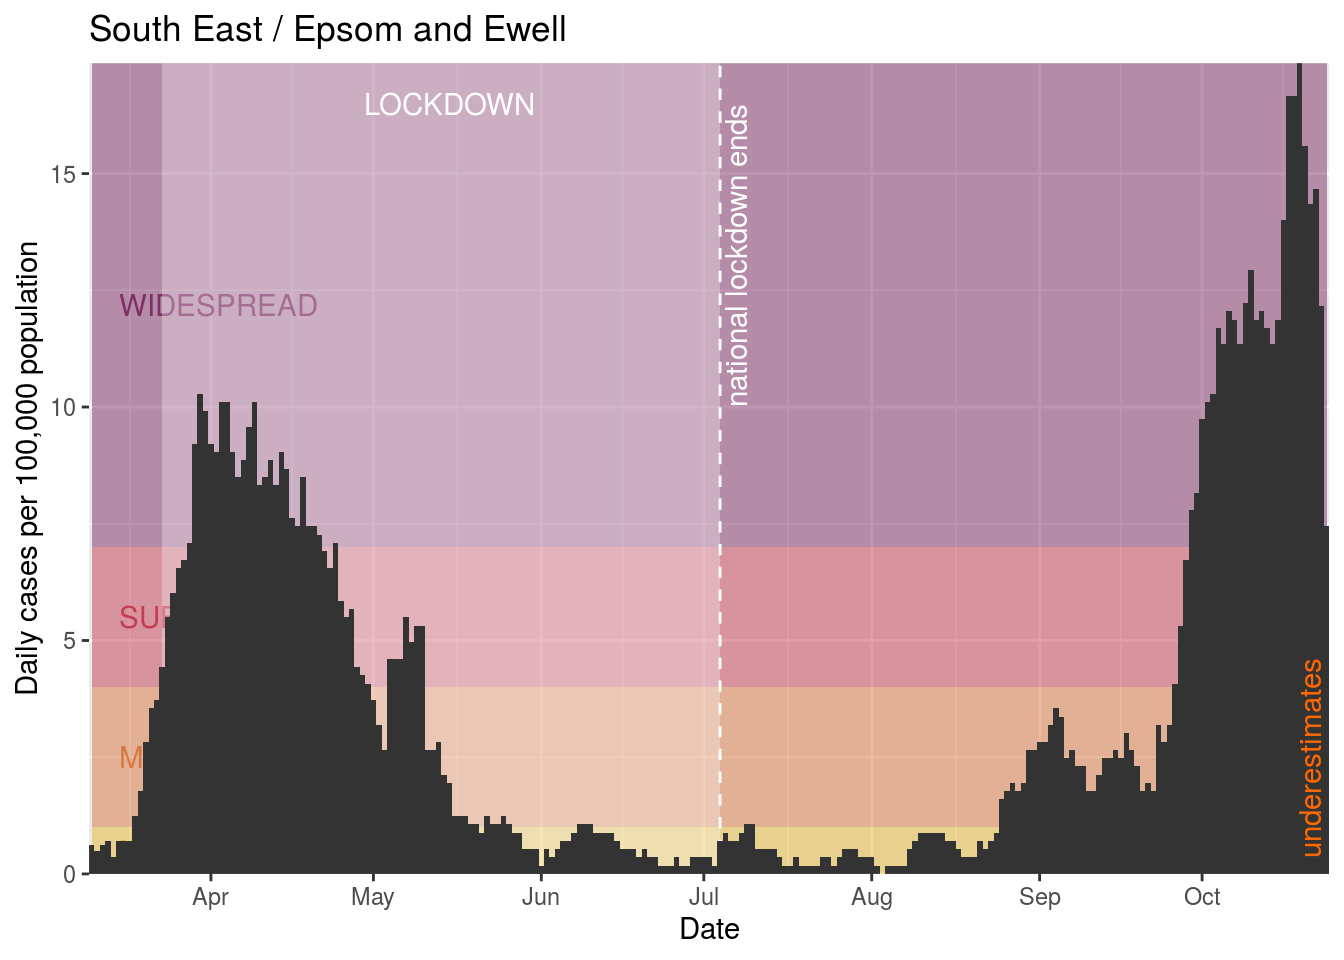 South East / Epsom and Ewell
LOCKDOWN
national lockdown ends
WIDESPREAD
Daily cases per 100,000 population
15
10
5
0
underestimates
Apr
May
Jun
Jul
Aug
Sep
Oct
Date